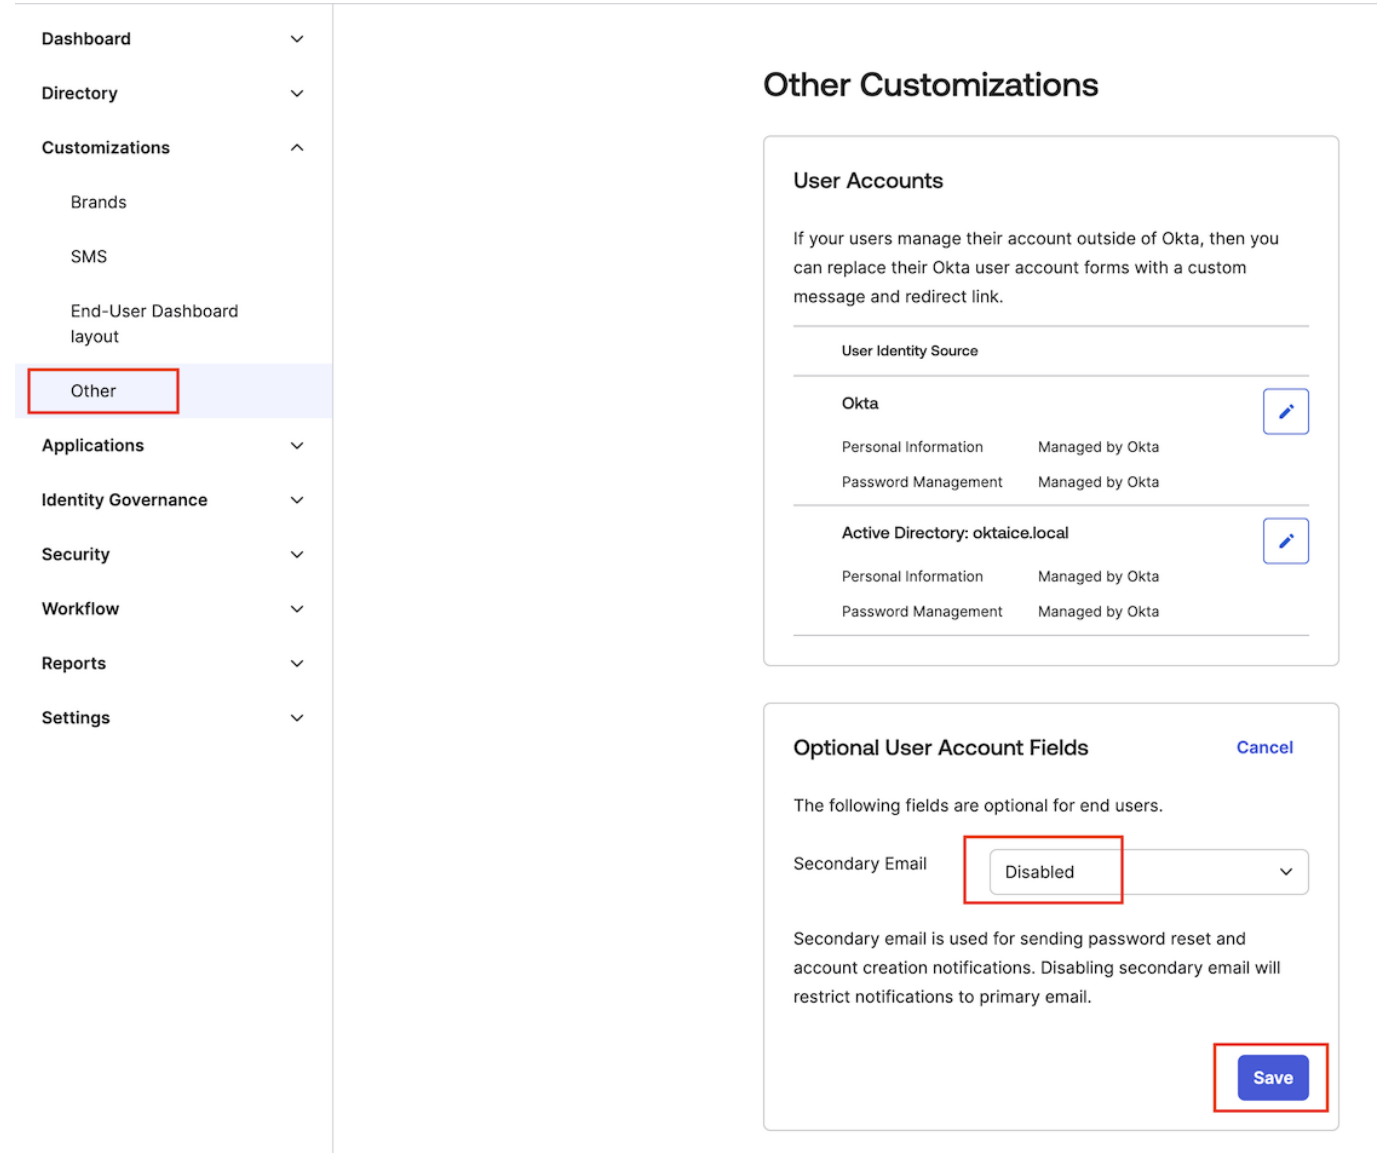 Dashboard
Directory
Customizations
Brands
SMS
End-User Dashboard
layout
Other
Applications
Identity Governance
Security
Workflow
Reports
Settings
Other Customizations
User Accounts
If your users manage their account outside of Okta, then you
can replace their Okta user account forms with a custom
message and redirect link.
User Identity Source
Okta
Personal Information Managed by Okta
Password Management Managed by Okta
Active Directory: oktaice.local
Personal Information Managed by Okta
Password Management Managed by Okta
Optional User Account Fields Cancel
The following fields are optional for end users.
Secondary Email Disabled
Secondary email is used for sending password reset and
account creation notifications. Disabling secondary email will
restrict notifications to primary email.
Save